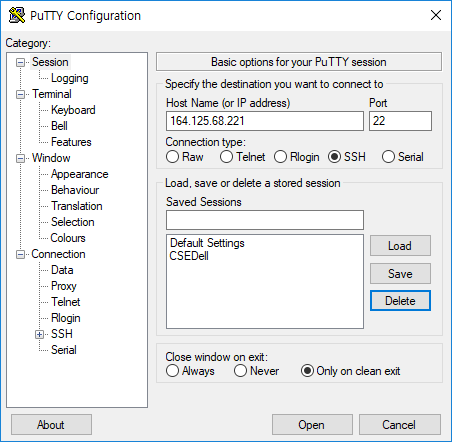 PuTTY Configuration
Category:
Session
Logging
Terminal
Keyboard
Bell
Features
Window
Appearance
Behaviour
Translation
Selection
Colours
Connection
Data
Proxy
Telnet
Rlogin
SSH
Serial
Basic options for your PuTTY session
Specify the destination you want to connect to
Host Name (or IP address) Port
164.125.68.221 22
Connection type:
Raw Telnet Rlogin SSH Serial
Load, save or delete a stored session
Saved Sessions
Default Settings
CSEDell
Load
Save
Delete
Close window on exit:
Always Never Only on clean exit
About Open Cancel